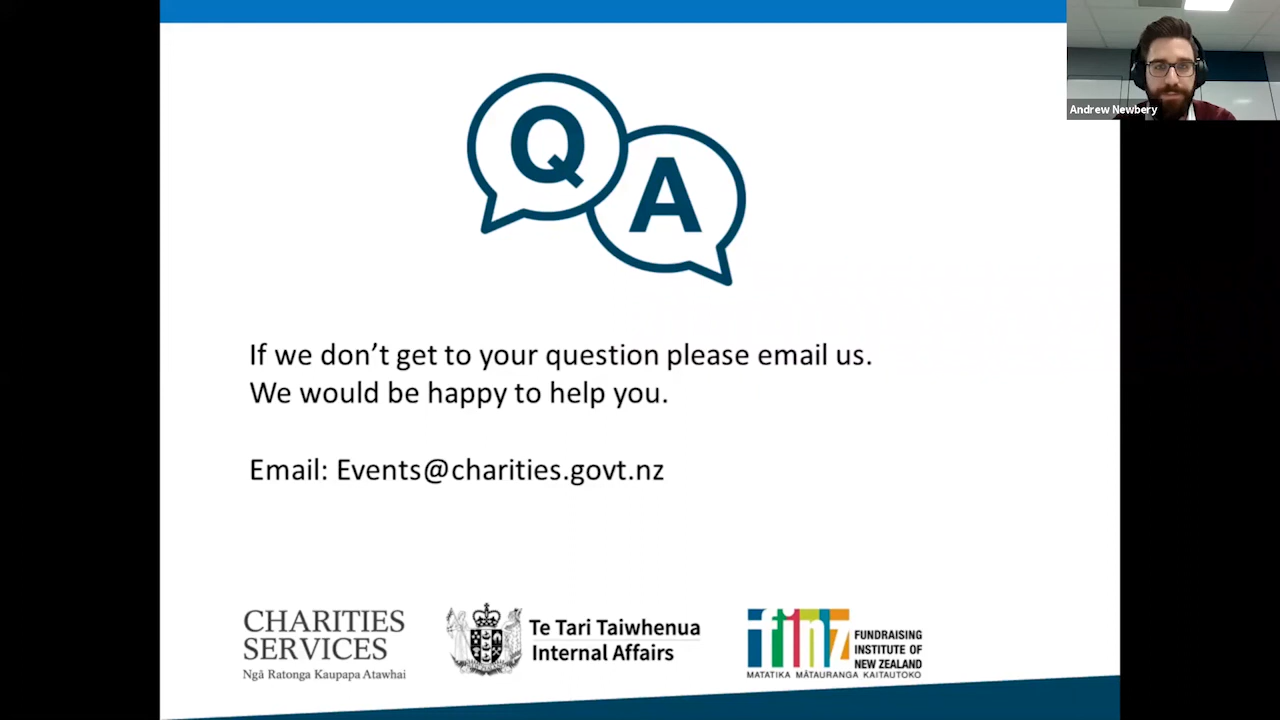 Andrew Newbery
Q
A
If we don't get to your question please email us.
We would be happy to help you.
Email: Events@charities.govt.nz
CHARITIES
SERVICES
Ngā Ratonga Kaupapa Atawhai
Te Tari Taiwhenua
Internal Affairs
finz
FUNDRAISING
INSTITUTE OF
NEW ZEALAND
MATATIKA MĀTAURANGA KAITAUTOKO